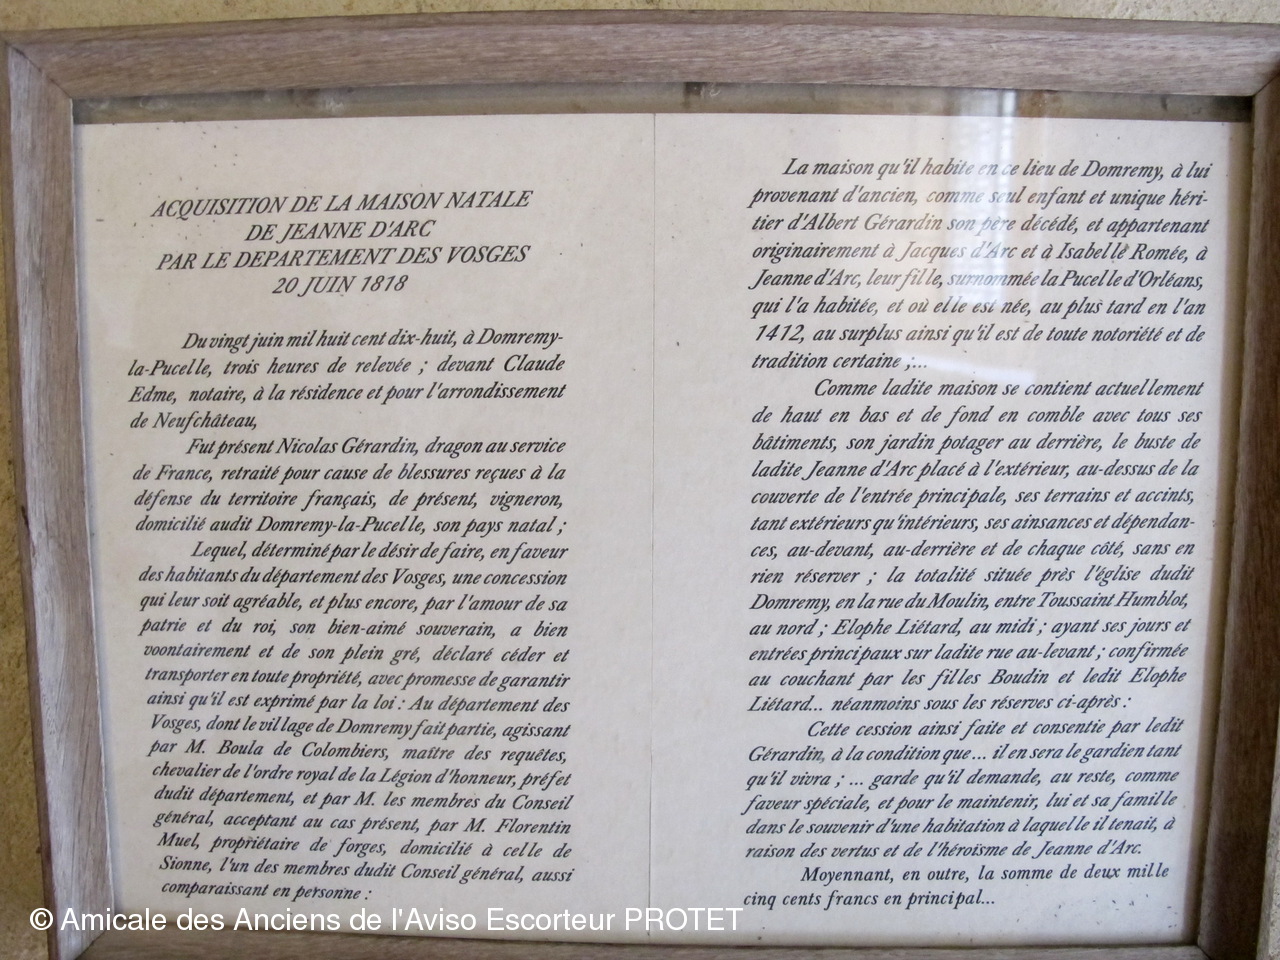 ACQUISITION DE LA MAISON NATALE
DE JEANNE D'ARC
PAR LE DEPARTEMENT DES VOSGES
20 JUIN 1818
Du vingt juin mil huit cent dix-huit, à Domremy-
la-Pucelle, trois heures de relevée ; devant Claude
Edme, notaire, à la résidence et pour l'arrondissement
de Neufchâteau,
Fut présent Nicolas Gérardin, dragon au service
de France, retraité pour cause de blessures reçues à la
défense du territoire français, de présent, vigneron,
domicilié audit Domremy-la-Pucelle, son pays natal ;
Lequel, déterminé par le désir de faire, en faveur
des habitants du département des Vosges, une concession
qui leur soit agréable, et plus encore, par l'amour de sa
patrie et du roi, son bien-aimé souverain, a bien
voontairement et de son plein gré, déclaré céder et
transporter en toute propriété, avec promesse de garantir
ainsi qu'il est exprimé par la loi : Au département des
Vosges, dont le village de Domremy fait partie, agissant
par M. Boula de Colombiers, maître des requêtes,
chevalier de l'ordre royal de la Légion d'honneur, préfet
dudit département, et par M. les membres du Conseil
général, acceptant au cas présent, par M. Florentin
Muel, propriétaire de forges, domicilié à celle de
Sionne, l'un des membres dudit Conseil général, aussi
comparaissant en personne :
La maison qu'il habite en ce lieu de Domremy, à lui
provenant d'ancien, comme seul enfant et unique héri-
tier d'Albert Gérardin son père décédé, et appartenant
originairement à Jacques d'Arc et à Isabelle Romée, à
Jeanne d'Arc, leur fille, surnommée la Pucelle d'Orléans,
qui l'a habitée, et où elle est née, au plus tard en l'an
1412, au surplus ainsi qu'il est de toute notoriété et de
tradition certaine ;...
Comme ladite maison se contient actuellement
de haut en bas et de fond en comble avec tous ses
bâtiments, son jardin potager au derrière, le buste de
ladite Jeanne d'Arc placé à l'extérieur, au-dessus de la
couverte de l'entrée principale, ses terrains et accints,
tant extérieurs qu'intérieurs, ses ainsances et dépendan-
ces, au-devant, au-derrière et de chaque côté, sans en
rien réserver ; la totalité située près l'église dudit
Domremy, en la rue du Moulin, entre Toussaint Humblot,
au nord ; Elophe Liétard, au midi ; ayant ses jours et
entrées principaux sur ladite rue au-levant ; confirmée
au couchant par les filles Boudin et ledit Elophe
Liétard... néanmoins sous les réserves ci-après :
Cette cession ainsi faite et consentie par ledit
Gérardin, à la condition que ... il en sera le gardien tant
qu'il vivra ; ... garde qu'il demande, au reste, comme
faveur spéciale, et pour le maintenir, lui et sa famille
dans le souvenir d'une habitation à laquelle il tenait, à
raison des vertus et de l'héroïsme de Jeanne d'Arc.
Moyennant, en outre, la somme de deux mille
cinq cents francs en principal...
© Amicale des Anciens de l'Aviso Escorteur PROTET